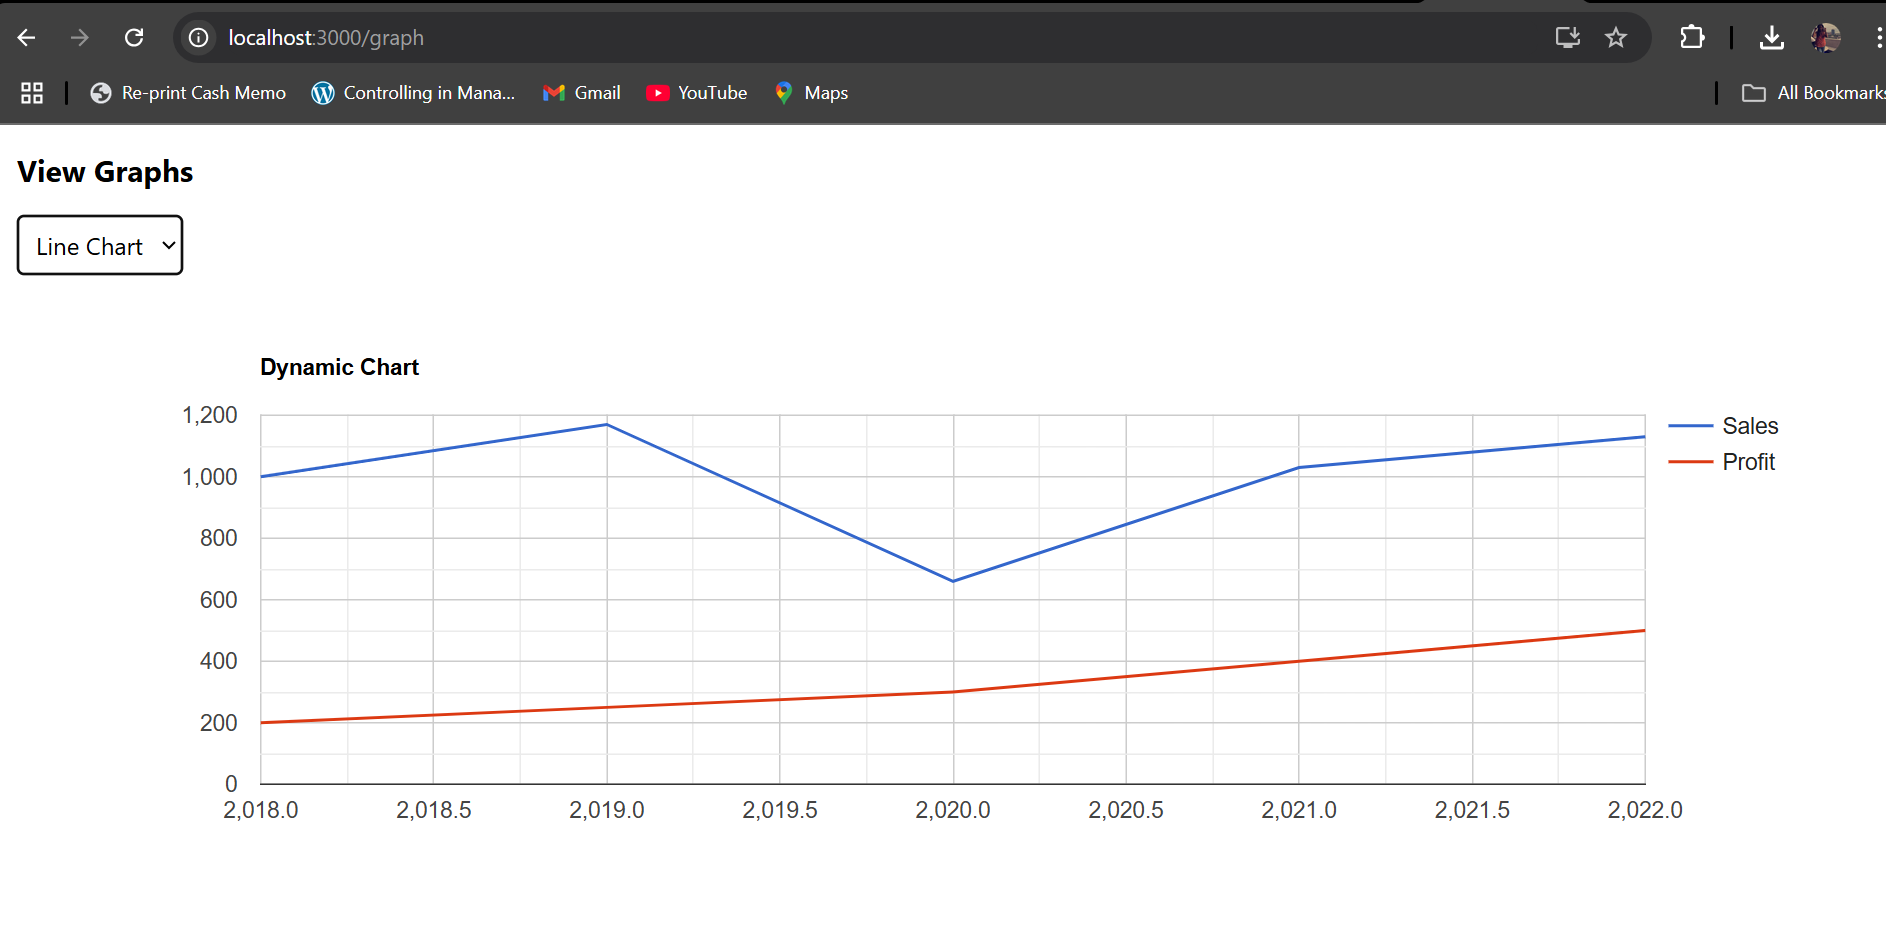 localhost:3000/graph
Re-print Cash Memo Controlling in Mana... Gmail YouTube Maps All Bookmarks
View Graphs
Line Chart
Dynamic Chart
1,200
1,000
800
600
400
200
0
2,018.0 2,018.5 2,019.0 2,019.5 2,020.0 2,020.5 2,021.0 2,021.5 2,022.0
Sales
Profit